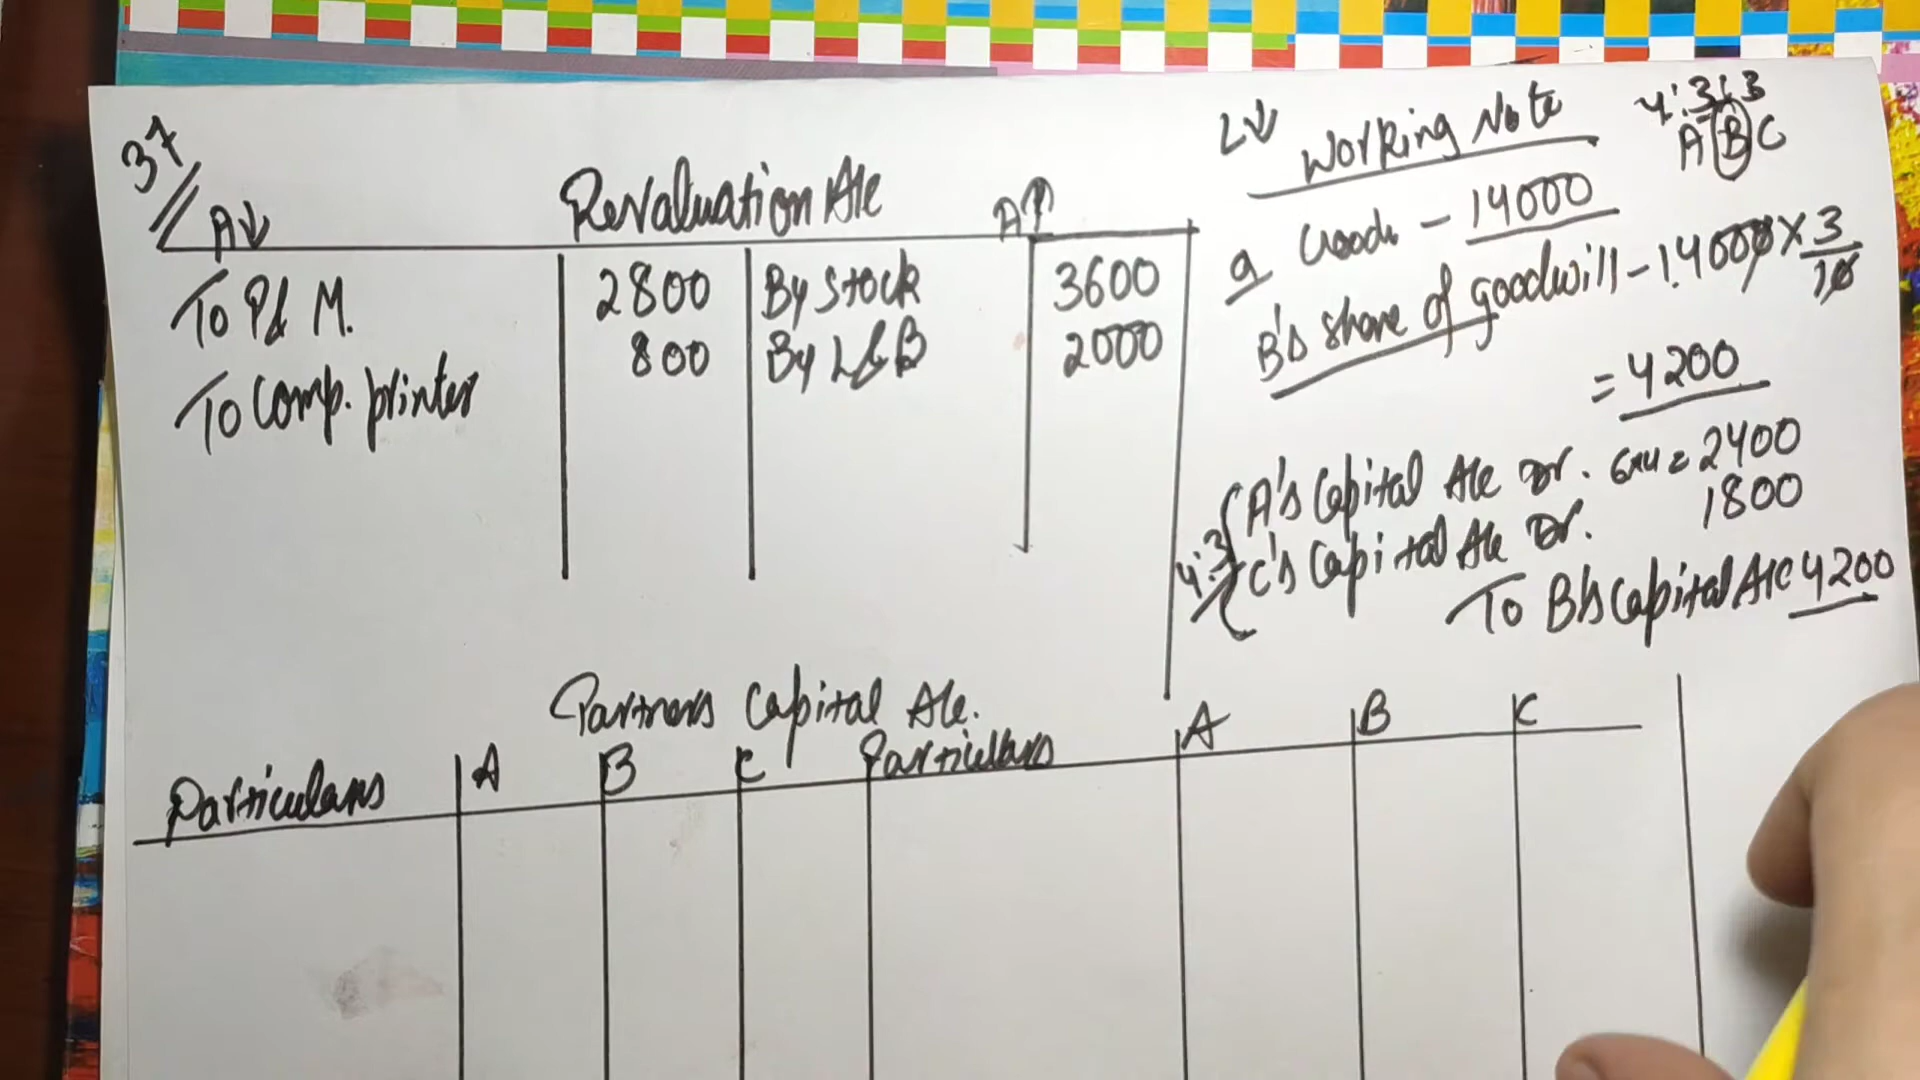 37
Revaluation A/c
A↓ A↑
To P & M. 2800 By Stock 3600
To Comp. printer 800 By L & B 2000
Working Note
4:3:3
A B C
Goodw - 14000
B's share of goodwill - 14000 × 3/10
= 4200
A's Capital A/c Dr. 600×4 = 2400
C's Capital A/c Dr. 1800
4:3
To B's Capital A/c 4200
Partners Capital A/c.
Particulars A B C Particulars A B C